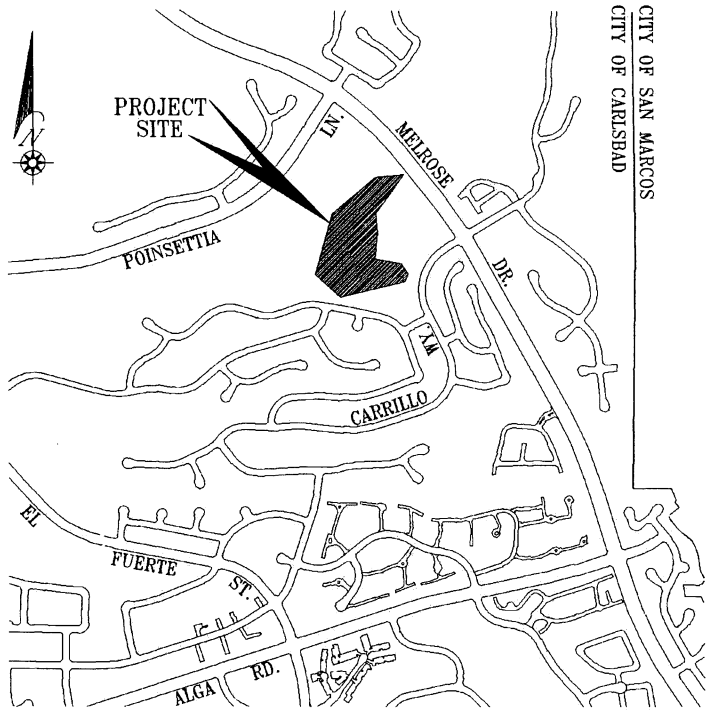 CITY OF SAN MARCOS
CITY OF CARLSBAD
N
PROJECT
SITE
LN.
MELROSE
POINSETTIA
DR.
WY.
CARRILLO
EL
FUERTE
ST.
ALGA
RD.